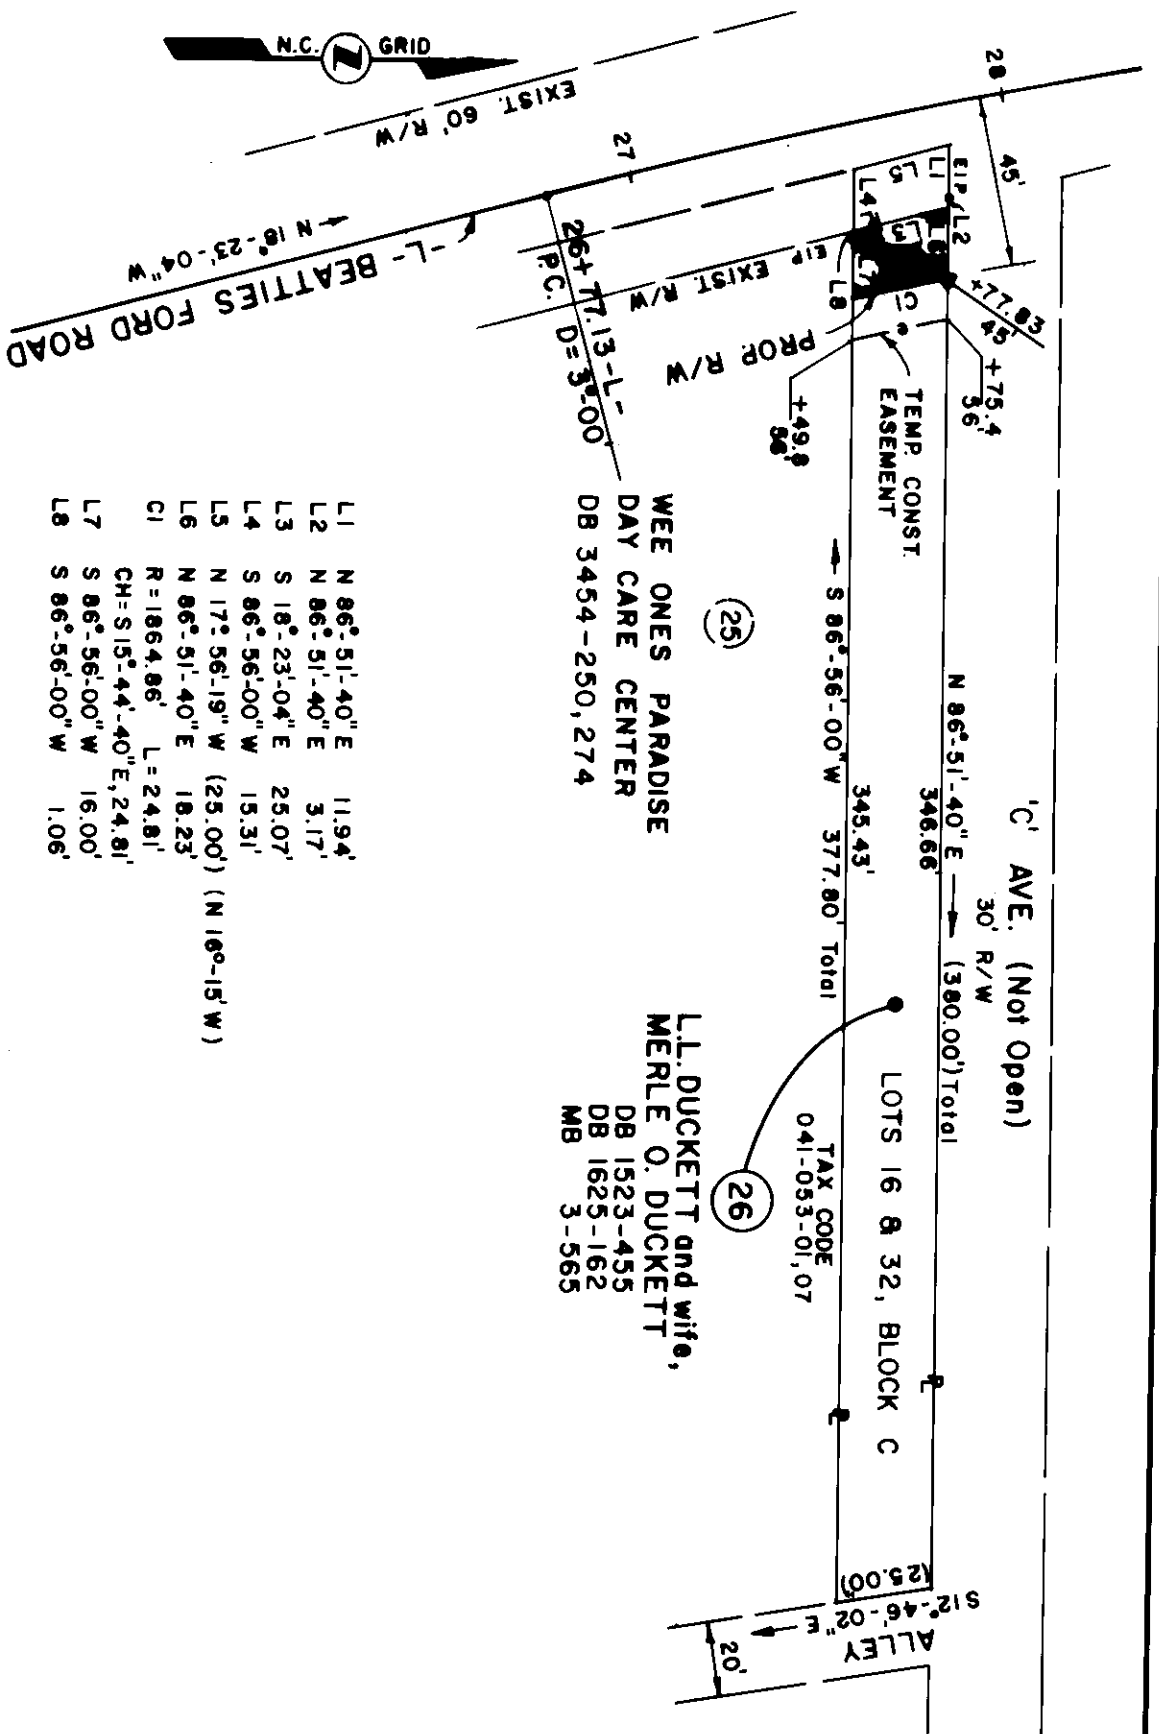 N.C. GRID
EXIST. 60' R/W
28
27
45'
N 18°-23'-04" W
-L- BEATTIES FORD ROAD
26+77.13-L-
P.C. D=3°-00'
EXIST. R/W
PROP. R/W
EIP
EIP
L1
L2
L3
L4
L5
L6
L7
L8
C1
e
+77.83
45'
+75.4
56'
+49.8
56'
TEMP. CONST.
EASEMENT
'C' AVE. (Not Open)
30' R/W
N 86°-51'-40" E (380.00') Total
346.66'
345.43'
S 86°-56'-00" W 377.80' Total
LOTS 16 & 32, BLOCK C
TAX CODE
041-053-01,07
25
WEE ONES PARADISE
DAY CARE CENTER
DB 3454-250,274
26
L.L. DUCKETT and wife,
MERLE O. DUCKETT
DB 1523-455
DB 1625-162
MB 3-565
PL
PL
(25.00')
S12°-46'-02" E
ALLEY
20'
L1 N 86°-51'-40" E 11.94'
L2 N 86°-51'-40" E 3.17'
L3 S 18°-23'-04" E 25.07'
L4 S 86°-56'-00" W 15.31'
L5 N 17°-56'-19" W (25.00') (N 16°-15' W)
L6 N 86°-51'-40" E 18.23'
C1 R=1864.86' L=24.81'
CH=S15°-44'-40"E, 24.81'
L7 S 86°-56'-00" W 16.00'
L8 S 86°-56'-00" W 1.06'